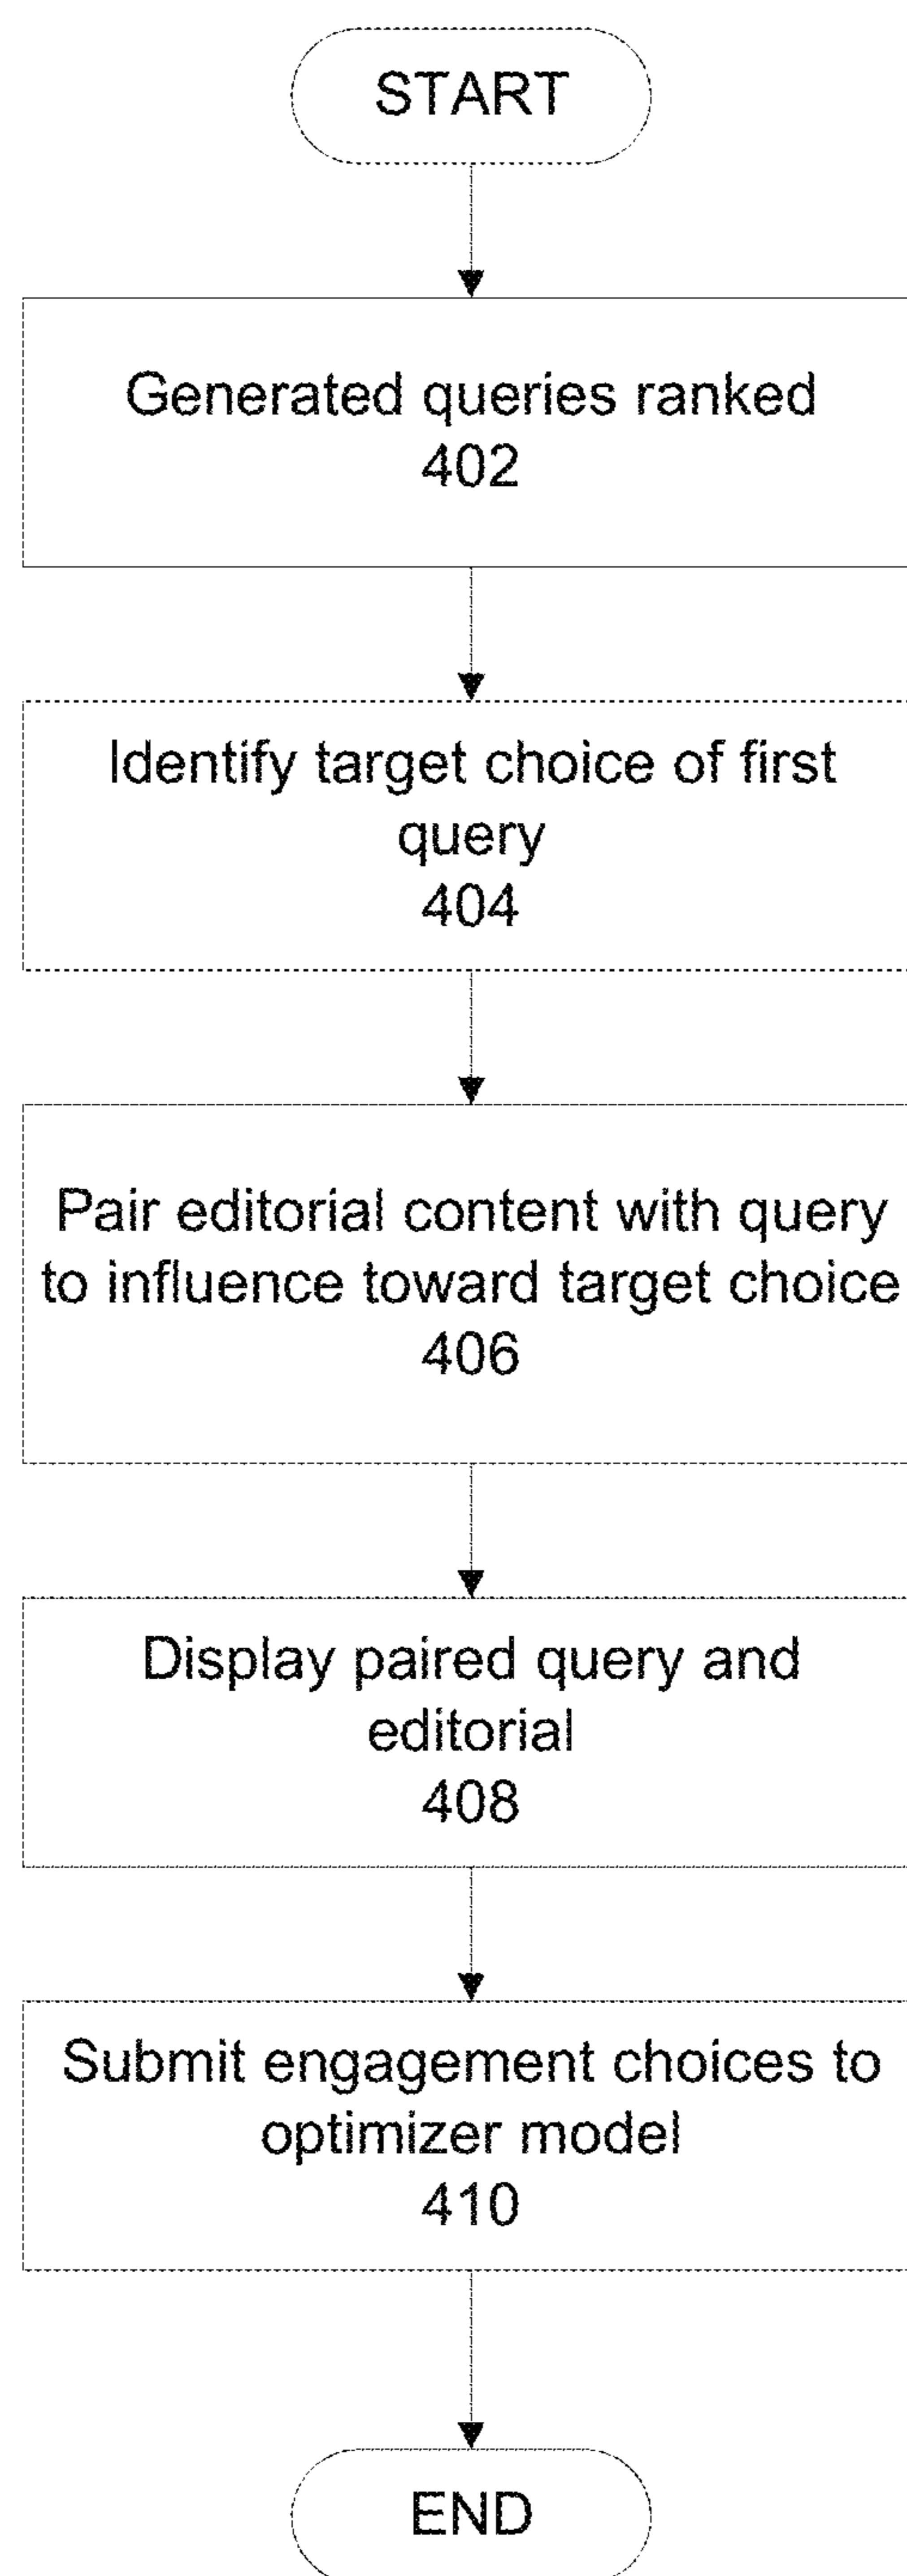 START
Generated queries ranked
402
Identify target choice of first
query
404
Pair editorial content with query
to influence toward target choice
406
Display paired query and
editorial
408
Submit engagement choices to
optimizer model
410
END